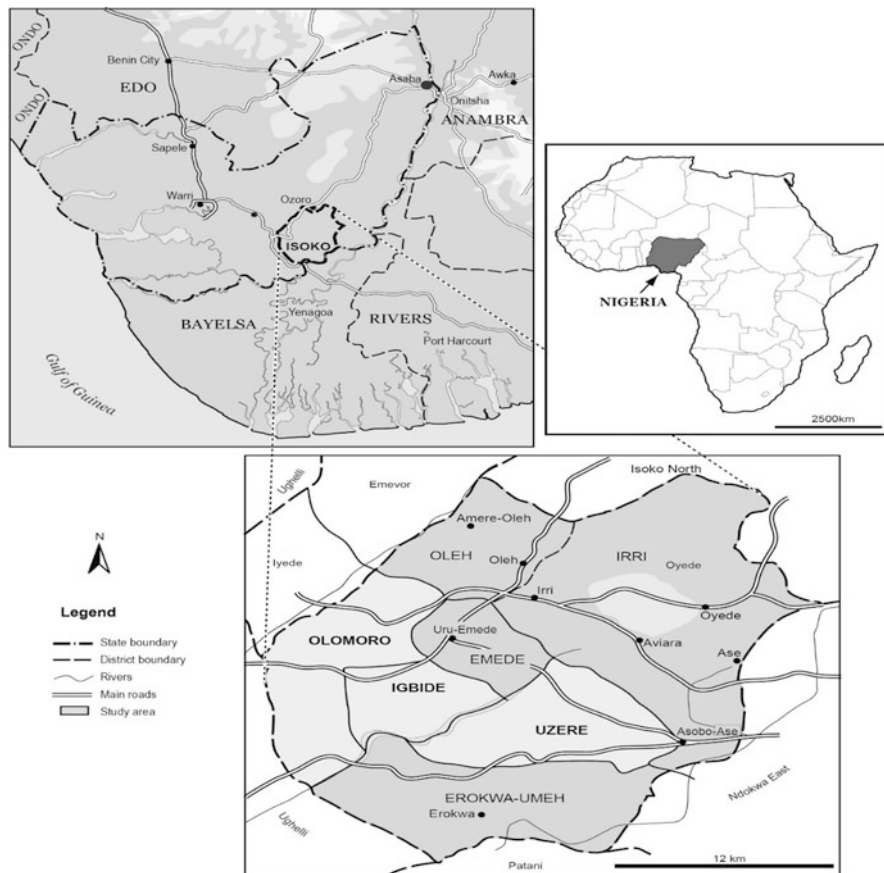 ONDO
Benin City
EDO
Asaba
Awka
Onitsha
ANAMBRA
ONDO
Sapele
Warri
Ozoro
ISOKO
BAYELSA
Yenagoa
RIVERS
Port Harcourt
Gulf of Guinea
NIGERIA
2500km
Isoko North
Ughelli
Emevor
Amere-Oleh
OLEH
Oleh
IRRI
Oyede
Iyede
Irri
Oyede
OLOMORO
Uru-Emede
Aviara
EMEDE
Ase
IGBIDE
UZERE
Asobo-Ase
EROKWA-UMEH
Erokwa
Ndokwa East
Ughelli
Patani
12 km
N
Legend
State boundary
District boundary
Rivers
Main roads
Study area